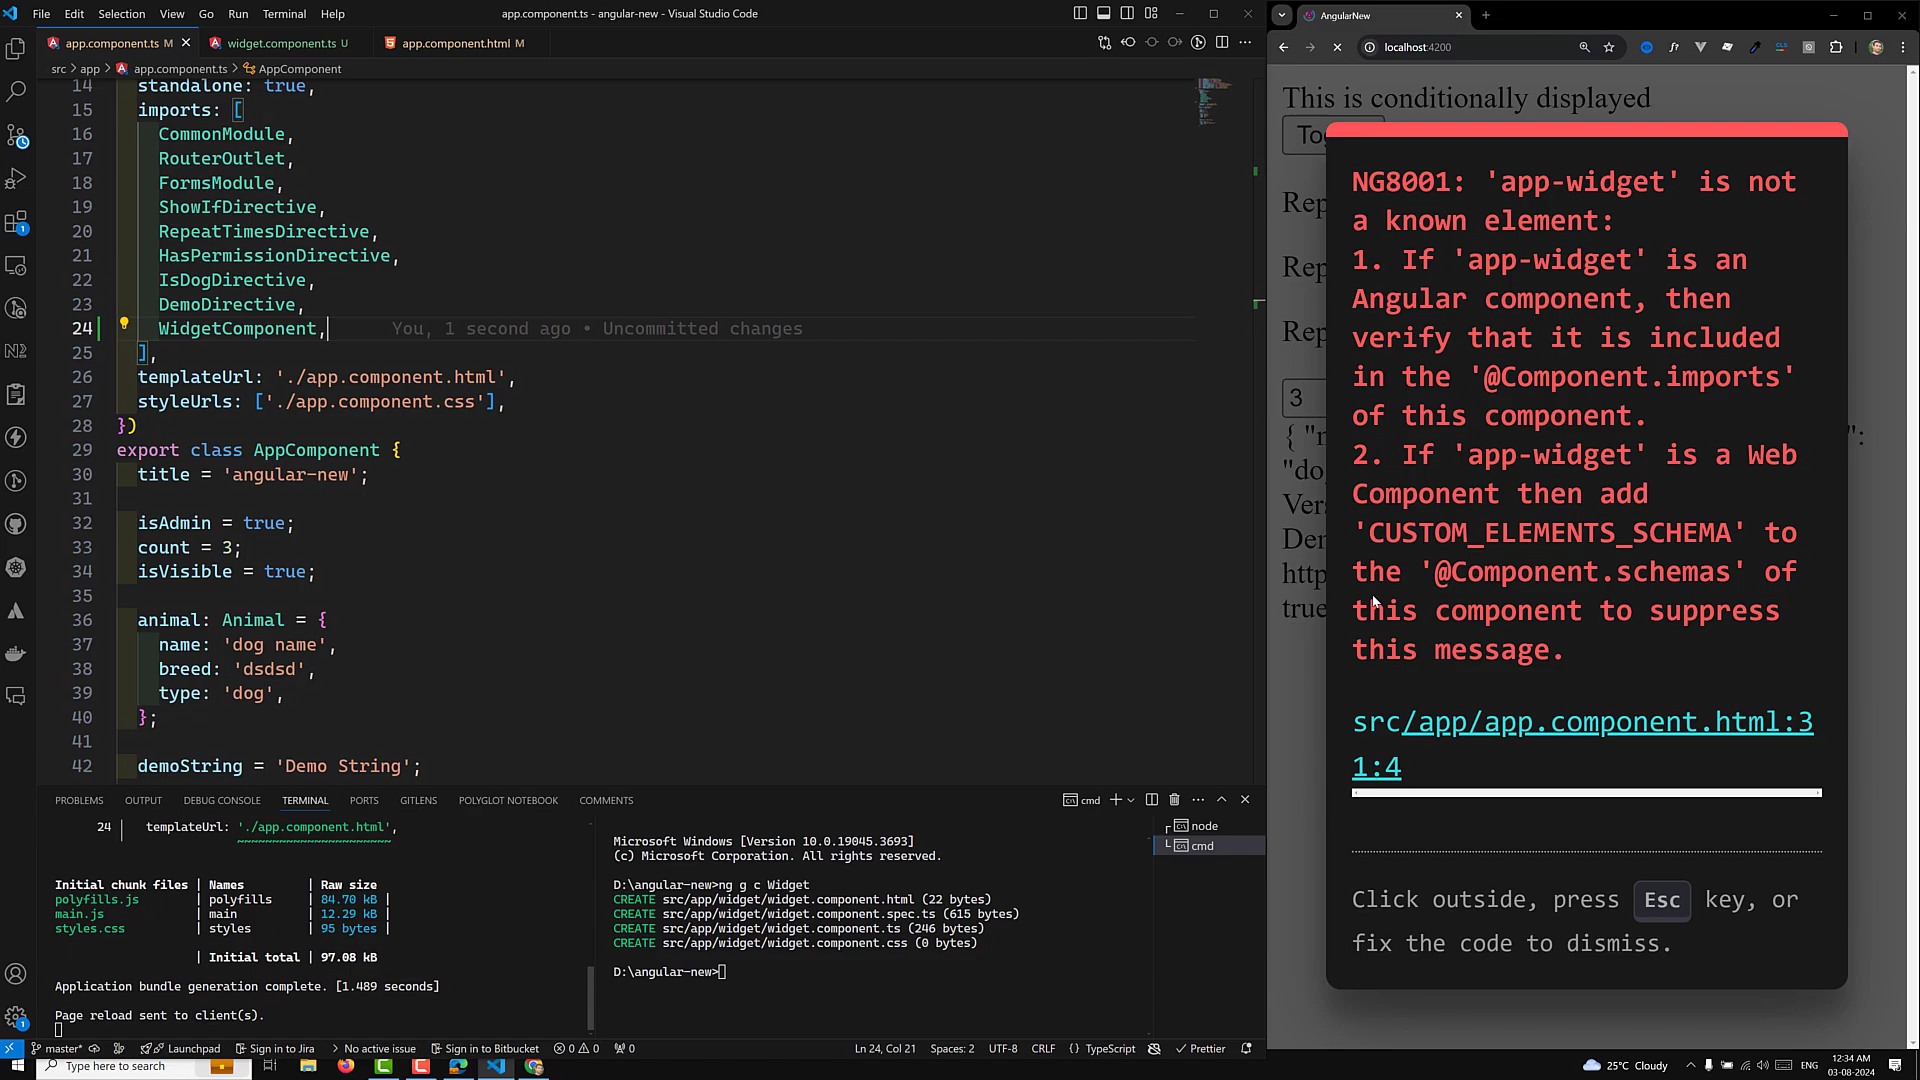 File Edit Selection View Go Run Terminal Help
app.component.ts - angular-new - Visual Studio Code
app.component.ts M
widget.component.ts U
app.component.html M
src > app > app.component.ts > AppComponent
14 standalone: true,
15 imports: [
16 CommonModule,
17 RouterOutlet,
18 FormsModule,
19 ShowIfDirective,
20 RepeatTimesDirective,
21 HasPermissionDirective,
22 IsDogDirective,
23 DemoDirective,
24 WidgetComponent, You, 1 second ago • Uncommitted changes
25 ],
26 templateUrl: './app.component.html',
27 styleUrls: ['./app.component.css'],
28 })
29 export class AppComponent {
30 title = 'angular-new';
31
32 isAdmin = true;
33 count = 3;
34 isVisible = true;
35
36 animal: Animal = {
37 name: 'dog name',
38 breed: 'dsdsd',
39 type: 'dog',
40 };
41
42 demoString = 'Demo String';
PROBLEMS OUTPUT DEBUG CONSOLE TERMINAL PORTS GITLENS POLYGLOT NOTEBOOK COMMENTS
cmd
24 | templateUrl: './app.component.html',
~~~~~~~~~~~~~~~~~~~~~~
Initial chunk files | Names | Raw size
polyfills.js | polyfills | 84.70 kB |
main.js | main | 12.29 kB |
styles.css | styles | 95 bytes |
| Initial total | 97.08 kB
Application bundle generation complete. [1.489 seconds]
Page reload sent to client(s).
Microsoft Windows [Version 10.0.19045.3693]
(c) Microsoft Corporation. All rights reserved.
D:\angular-new>ng g c Widget
CREATE src/app/widget/widget.component.html (22 bytes)
CREATE src/app/widget/widget.component.spec.ts (615 bytes)
CREATE src/app/widget/widget.component.ts (246 bytes)
CREATE src/app/widget/widget.component.css (0 bytes)
D:\angular-new>
node
cmd
master* Launchpad Sign in to Jira No active issue Sign in to Bitbucket 0 0 0
Ln 24, Col 21 Spaces: 2 UTF-8 CRLF {} TypeScript Prettier
AngularNew
localhost:4200
This is conditionally displayed
Tog
Rep
Rep
Rep
3
{ "n ":
"do
Vers
Den
http
true
NG8001: 'app-widget' is not
a known element:
1. If 'app-widget' is an
Angular component, then
verify that it is included
in the '@Component.imports'
of this component.
2. If 'app-widget' is a Web
Component then add
'CUSTOM_ELEMENTS_SCHEMA' to
the '@Component.schemas' of
this component to suppress
this message.
src/app/app.component.html:3
1:4
Click outside, press Esc key, or
fix the code to dismiss.
Type here to search
25°C Cloudy
ENG
12:34 AM
03-08-2024